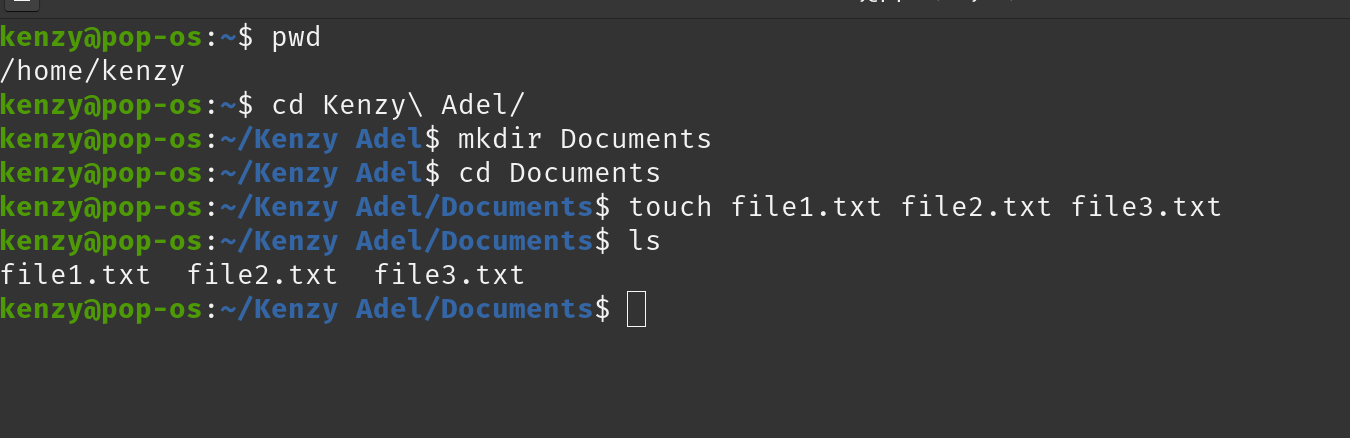 kenzy@pop-os:~$ pwd
/home/kenzy
kenzy@pop-os:~$ cd Kenzy\ Adel/
kenzy@pop-os:~/Kenzy Adel$ mkdir Documents
kenzy@pop-os:~/Kenzy Adel$ cd Documents
kenzy@pop-os:~/Kenzy Adel/Documents$ touch file1.txt file2.txt file3.txt
kenzy@pop-os:~/Kenzy Adel/Documents$ ls
file1.txt  file2.txt  file3.txt
kenzy@pop-os:~/Kenzy Adel/Documents$